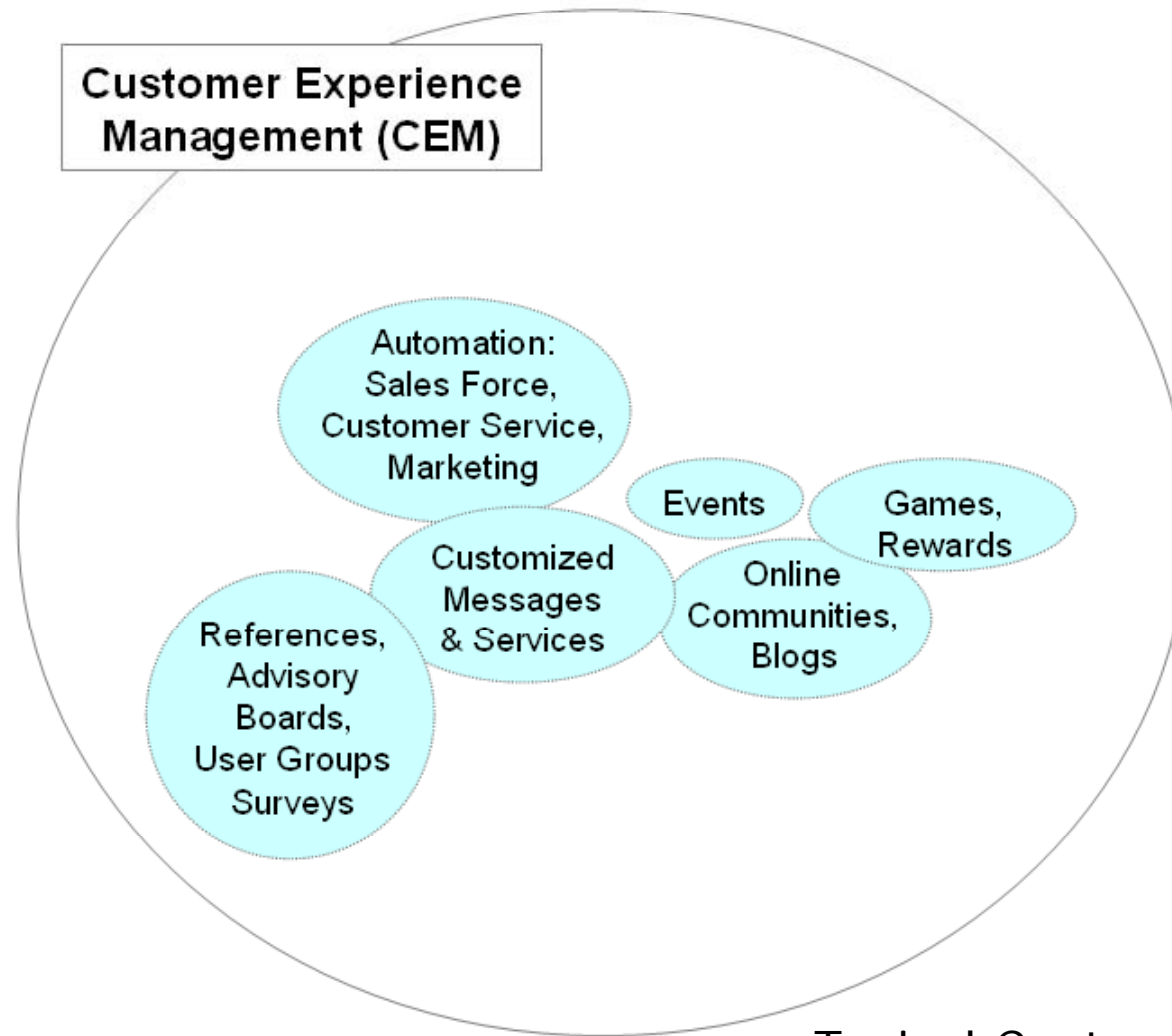 Customer Experience
Management (CEM)
Automation:
Sales Force,
Customer Service,
Marketing
Events
Games,
Rewards
Customized
Messages
& Services
Online
Communities,
Blogs
References,
Advisory
Boards,
User Groups
Surveys